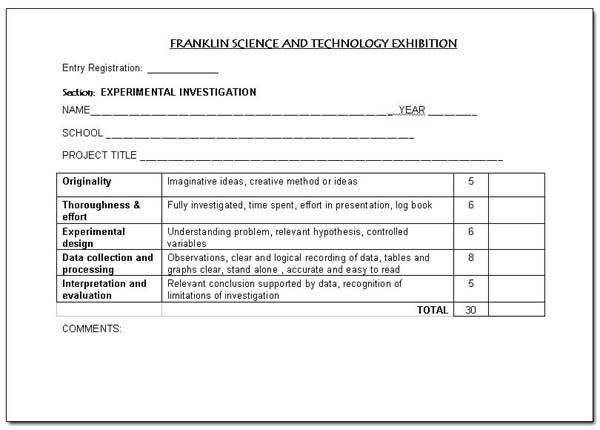 FRANKLIN SCIENCE AND TECHNOLOGY EXHIBITION
Entry Registration: ____________
Section: EXPERIMENTAL INVESTIGATION
NAME__________________________________________________ YEAR ________
SCHOOL ____________________________________________________
PROJECT TITLE _____________________________________________________________
Originality Imaginative ideas, creative method or ideas 5
Thoroughness & Fully investigated, time spent, effort in presentation, log book 6
effort
Experimental Understanding problem, relevant hypothesis, controlled 6
design variables
Data collection and Observations, clear and logical recording of data, tables and 8
processing graphs clear, stand alone , accurate and easy to read
Interpretation and Relevant conclusion supported by data, recognition of 5
evaluation limitations of investigation
TOTAL 30
COMMENTS: